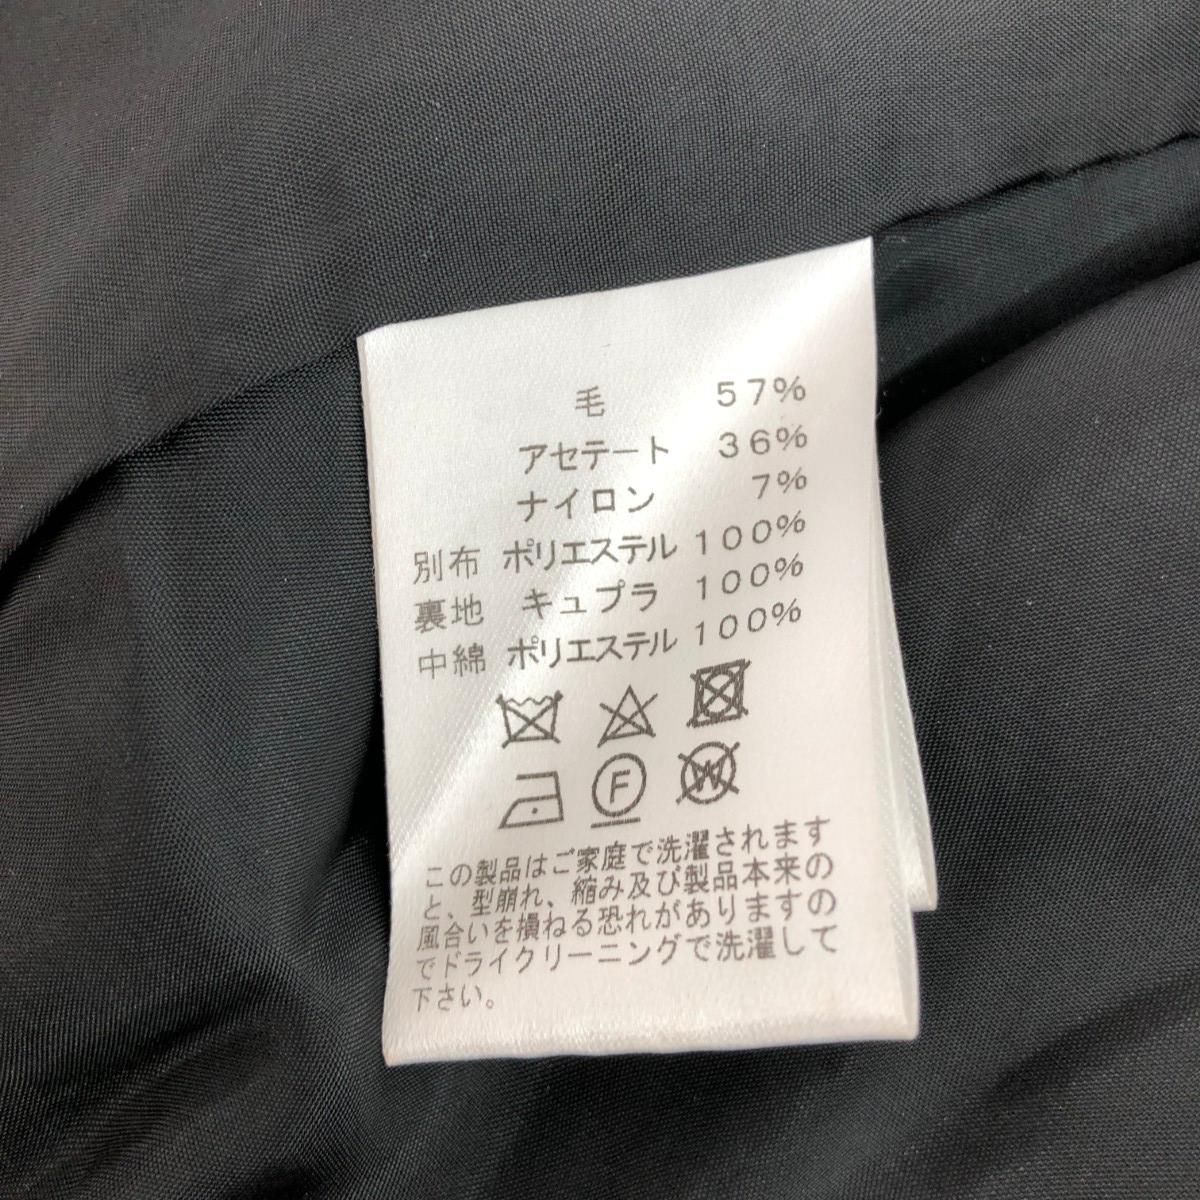 毛 57%
アセテート 36%
ナイロン 7%
別布 ポリエステル 100%
裏地 キュプラ 100%
中綿 ポリエステル 100%
F W
この製品はご家庭で洗濯されます
と、型崩れ、縮み及び製品本来の
風合いを損ねる恐れがありますの
でドライクリーニングで洗濯して
下さい。